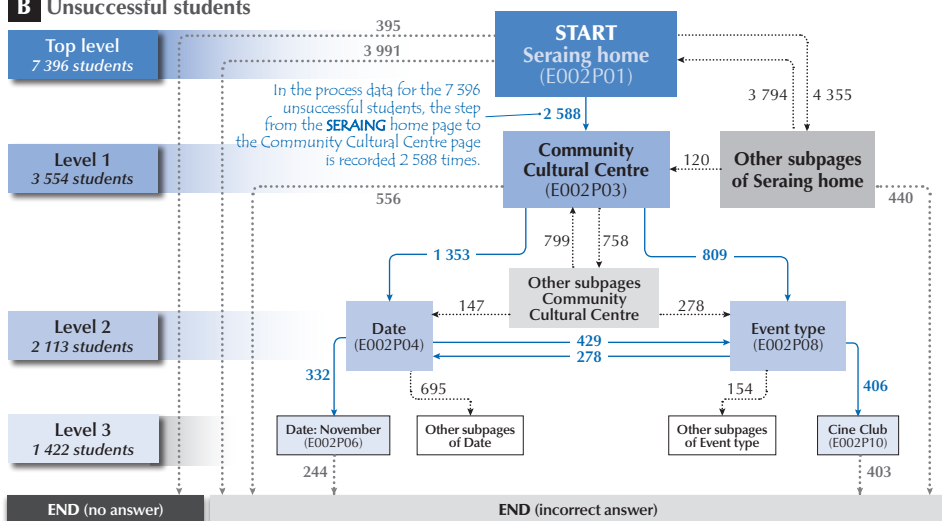 B Unsuccessful students
395
Top level
7 396 students
START
Seraing home
(E002P01)
3 991
In the process data for the 7 396
unsuccessful students, the step
from the SERAING home page to
the Community Cultural Centre page
is recorded 2 588 times.
2 588
3 794
4 355
Level 1
3 554 students
Community
Cultural Centre
(E002P03)
120
Other subpages
of Seraing home
556
440
799
758
1 353
809
Other subpages
Community
Cultural Centre
147
278
Level 2
2 113 students
Date
(E002P04)
Event type
(E002P08)
429
278
332
695
154
406
Level 3
1 422 students
Date: November
(E002P06)
Other subpages
of Date
Other subpages
of Event type
Cine Club
(E002P10)
244
403
END (no answer)
END (incorrect answer)